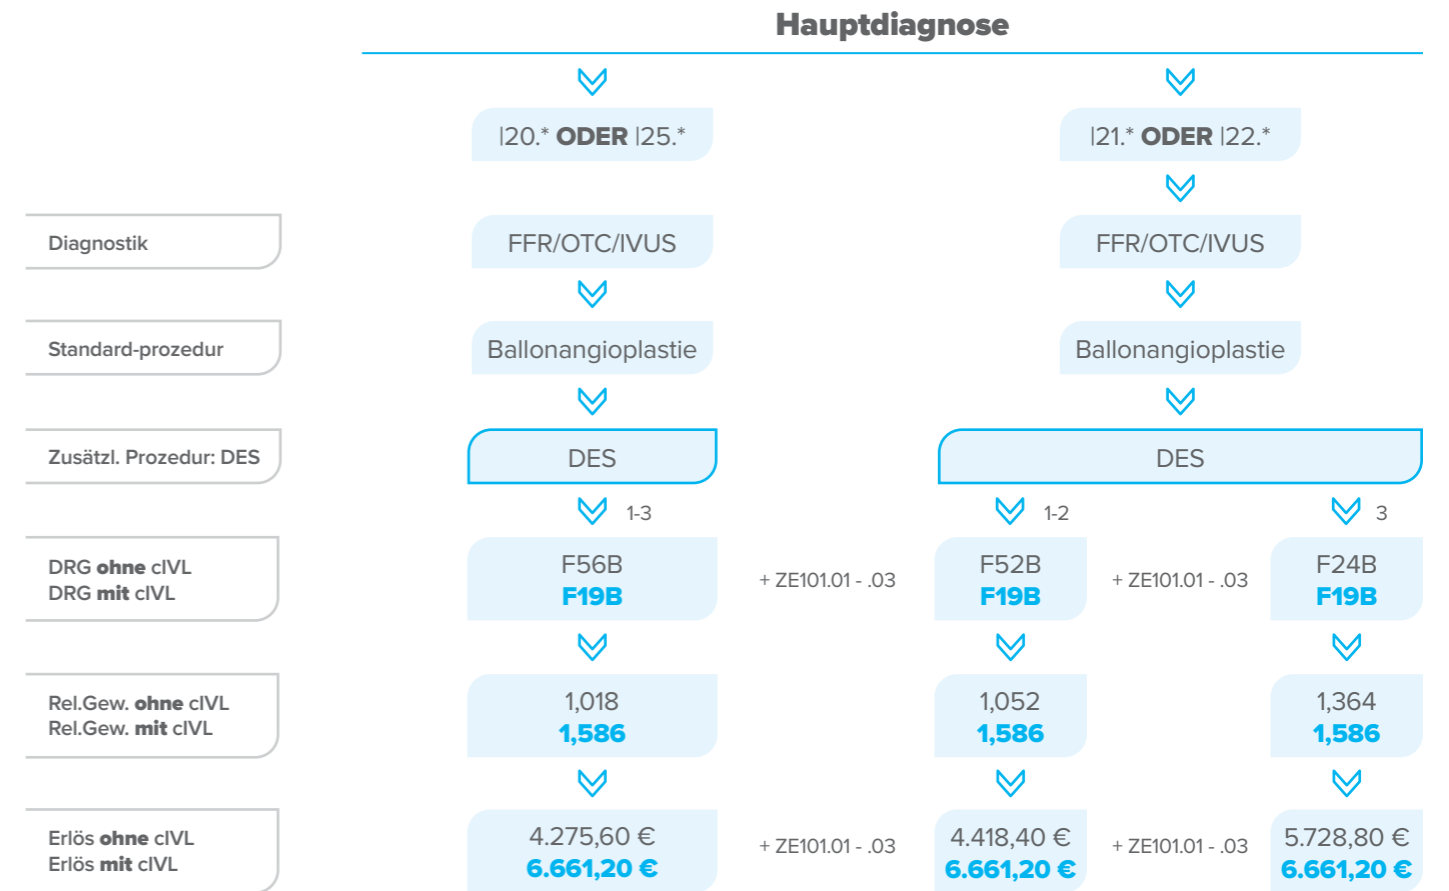 Hauptdiagnose
|20.* ODER |25.*
|21.* ODER |22.*
Diagnostik
FFR/OTC/IVUS
FFR/OTC/IVUS
Standard-prozedur
Ballonangioplastie
Ballonangioplastie
Zusätzl. Prozedur: DES
DES
DES
1-3
1-2
3
DRG ohne cIVL
DRG mit cIVL
F56B
F19B
+ ZE101.01 - .03
F52B
F19B
+ ZE101.01 - .03
F24B
F19B
Rel.Gew. ohne cIVL
Rel.Gew. mit cIVL
1,018
1,586
1,052
1,586
1,364
1,586
Erlös ohne cIVL
Erlös mit cIVL
4.275,60 €
6.661,20 €
+ ZE101.01 - .03
4.418,40 €
6.661,20 €
+ ZE101.01 - .03
5.728,80 €
6.661,20 €